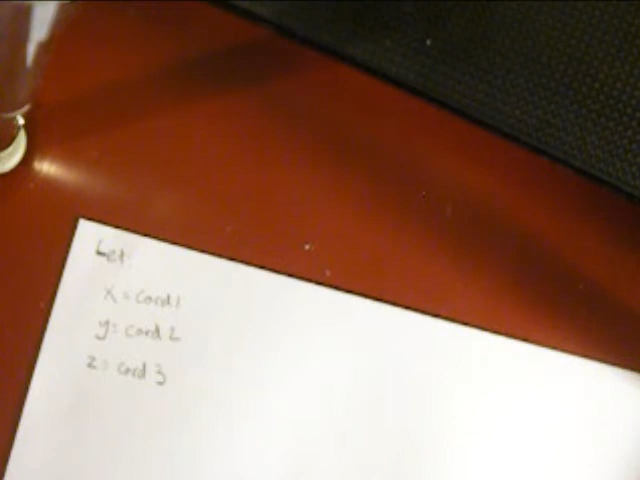 Let:
x = card 1
y = card 2
z = card 3